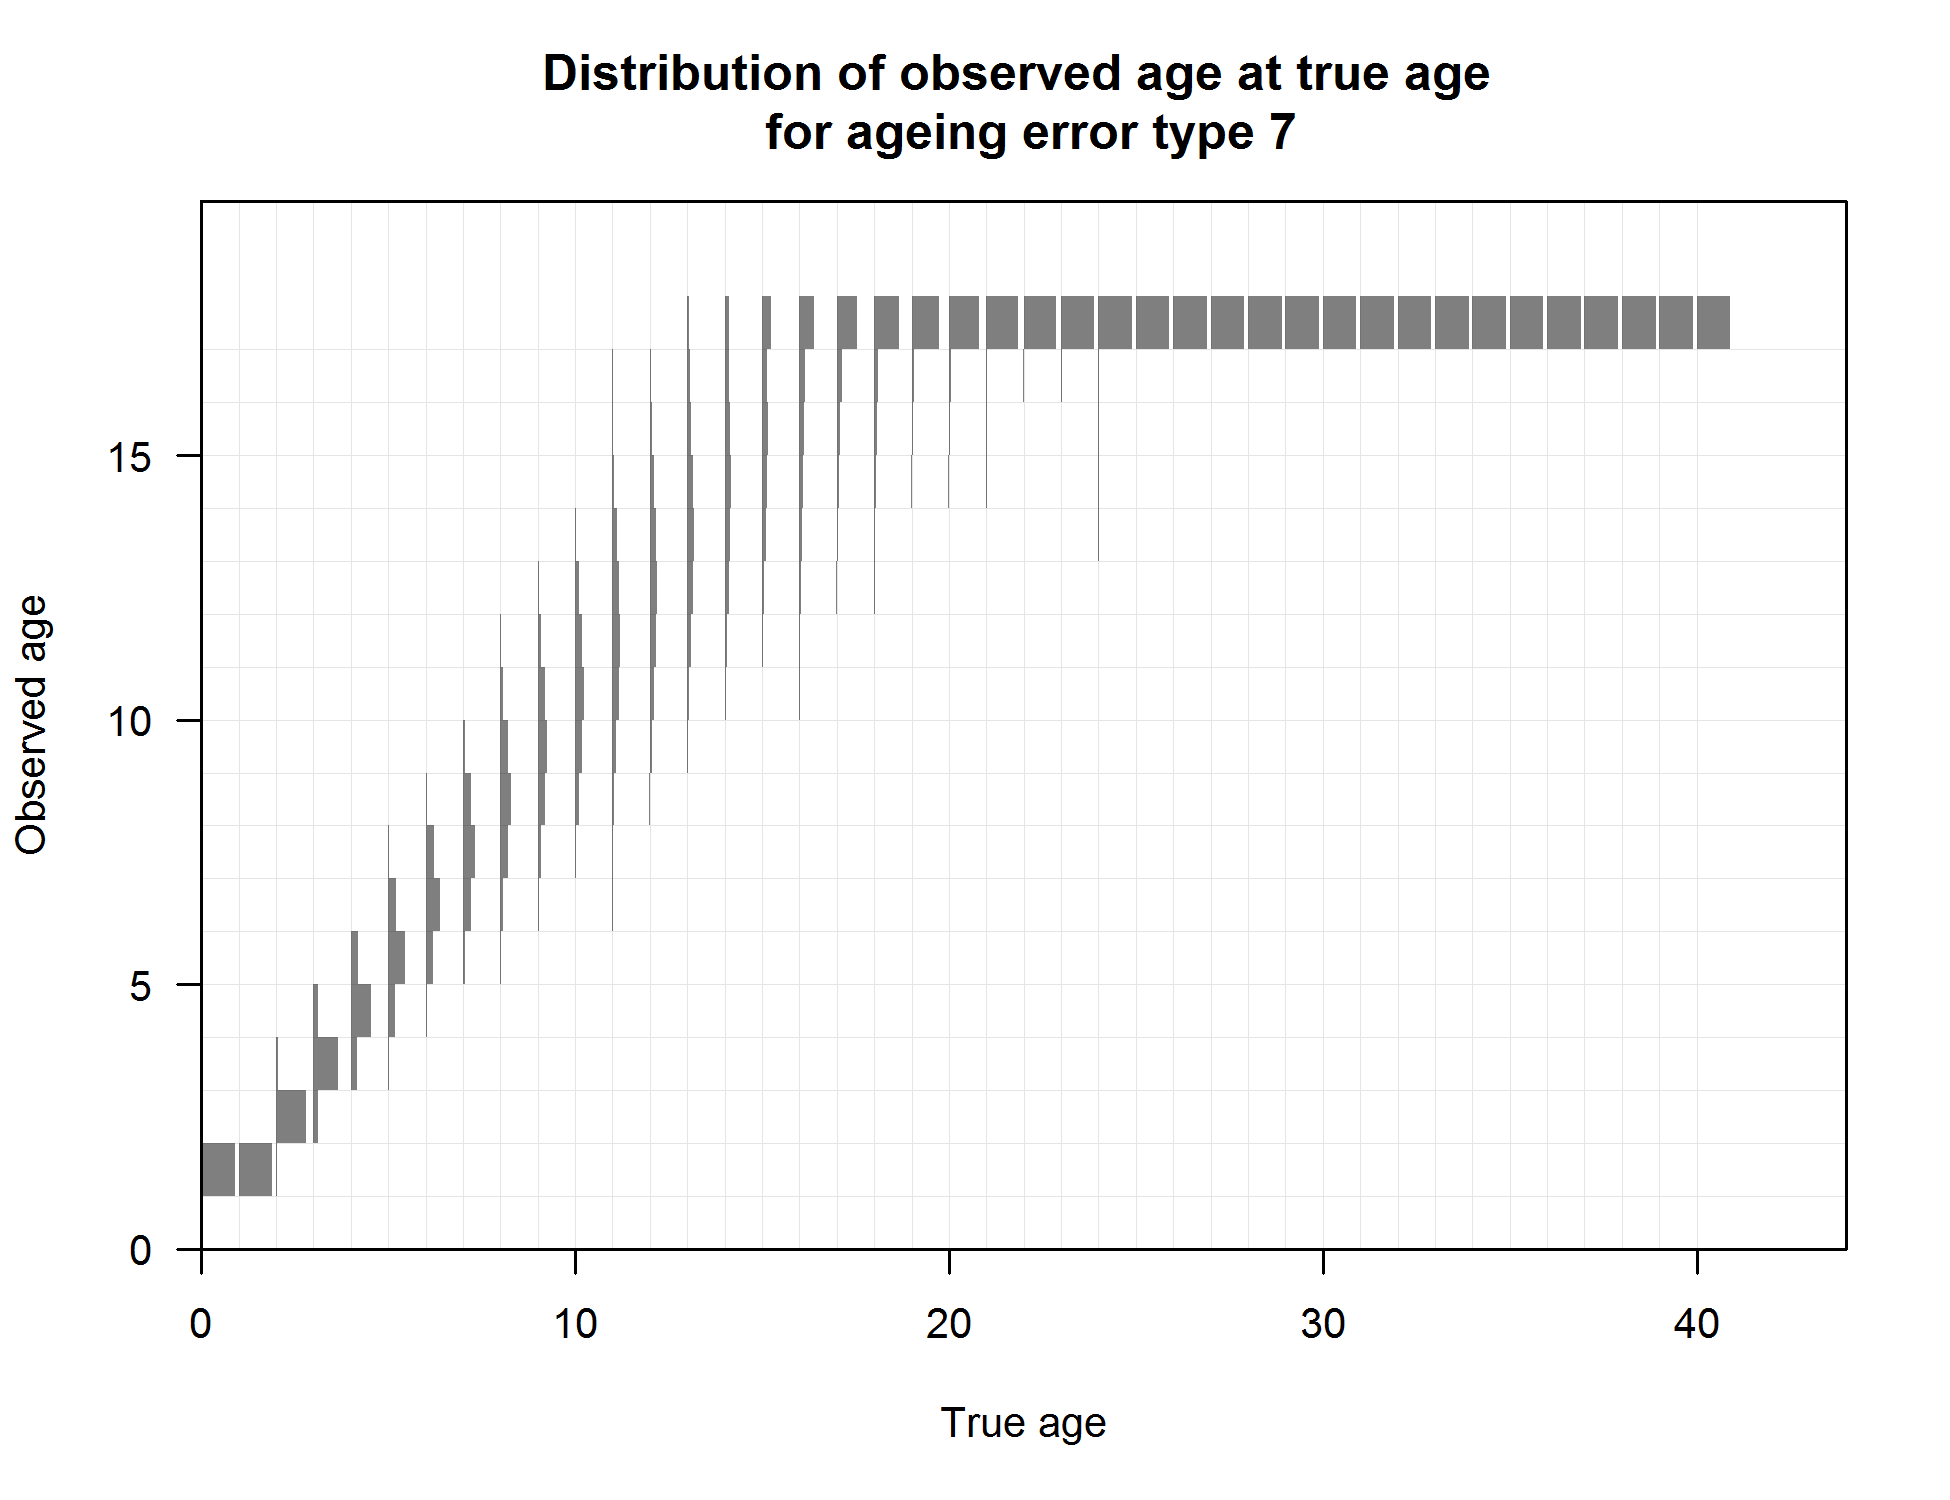 Distribution of observed age at true age
for ageing error type 7
15
10
5
0
Observed age
0 10 20 30 40
True age